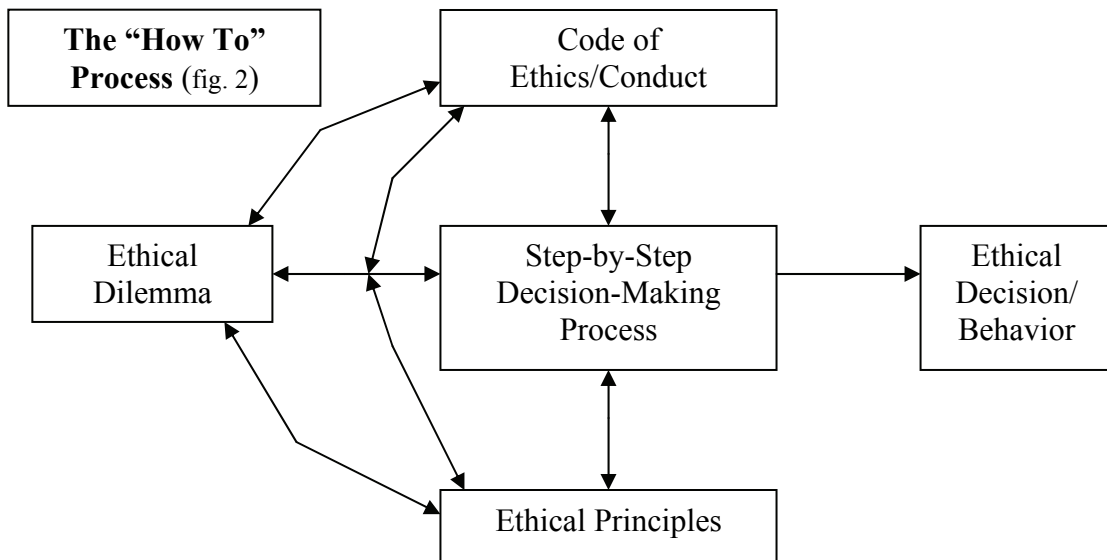 The “How To”
Process (fig. 2)
Code of
Ethics/Conduct
Ethical
Dilemma
Step-by-Step
Decision-Making
Process
Ethical
Decision/
Behavior
Ethical Principles